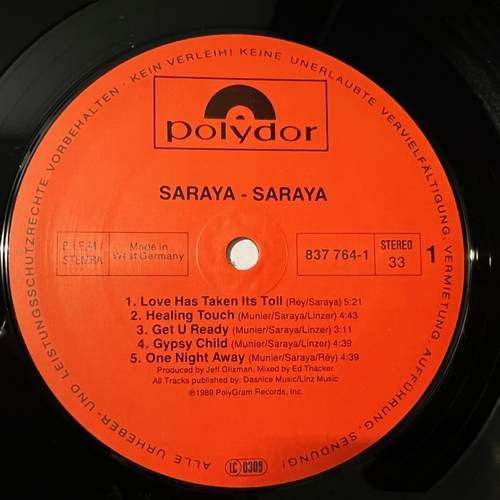 ALLE URHEBER- UND LEISTUNGSSCHUTZRECHTE VORBEHALTEN · KEIN VERLEIH! KEINE UNERLAUBTE VERVIELFÄLTIGUNG, VERMIETUNG, AUFFÜHRUNG, SENDUNG!
polydor
SARAYA - SARAYA
STEMRA
Made in
West Germany
837 764-1
STEREO
33
1
1. Love Has Taken Its Toll (Réy/Saraya) 5:21
2. Healing Touch (Munier/Saraya/Linzer) 4:43
3. Get U Ready (Munier/Saraya/Linzer) 3:11
4. Gypsy Child (Munier/Saraya/Linzer) 4:39
5. One Night Away (Munier/Saraya/Réy) 4:39
Produced by Jeff Glixman, Mixed by Ed Thacker
All Tracks published by: Dasnice Music/Linz Music
℗1989 PolyGram Records, Inc.
LC 0309